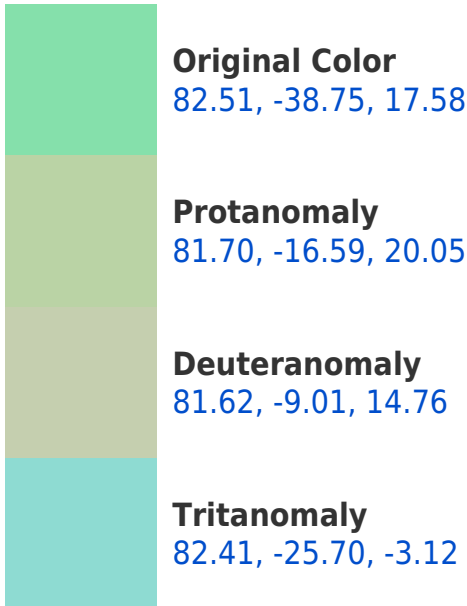 Original Color
82.51, -38.75, 17.58
Protanomaly
81.70, -16.59, 20.05
Deuteranomaly
81.62, -9.01, 14.76
Tritanomaly
82.41, -25.70, -3.12